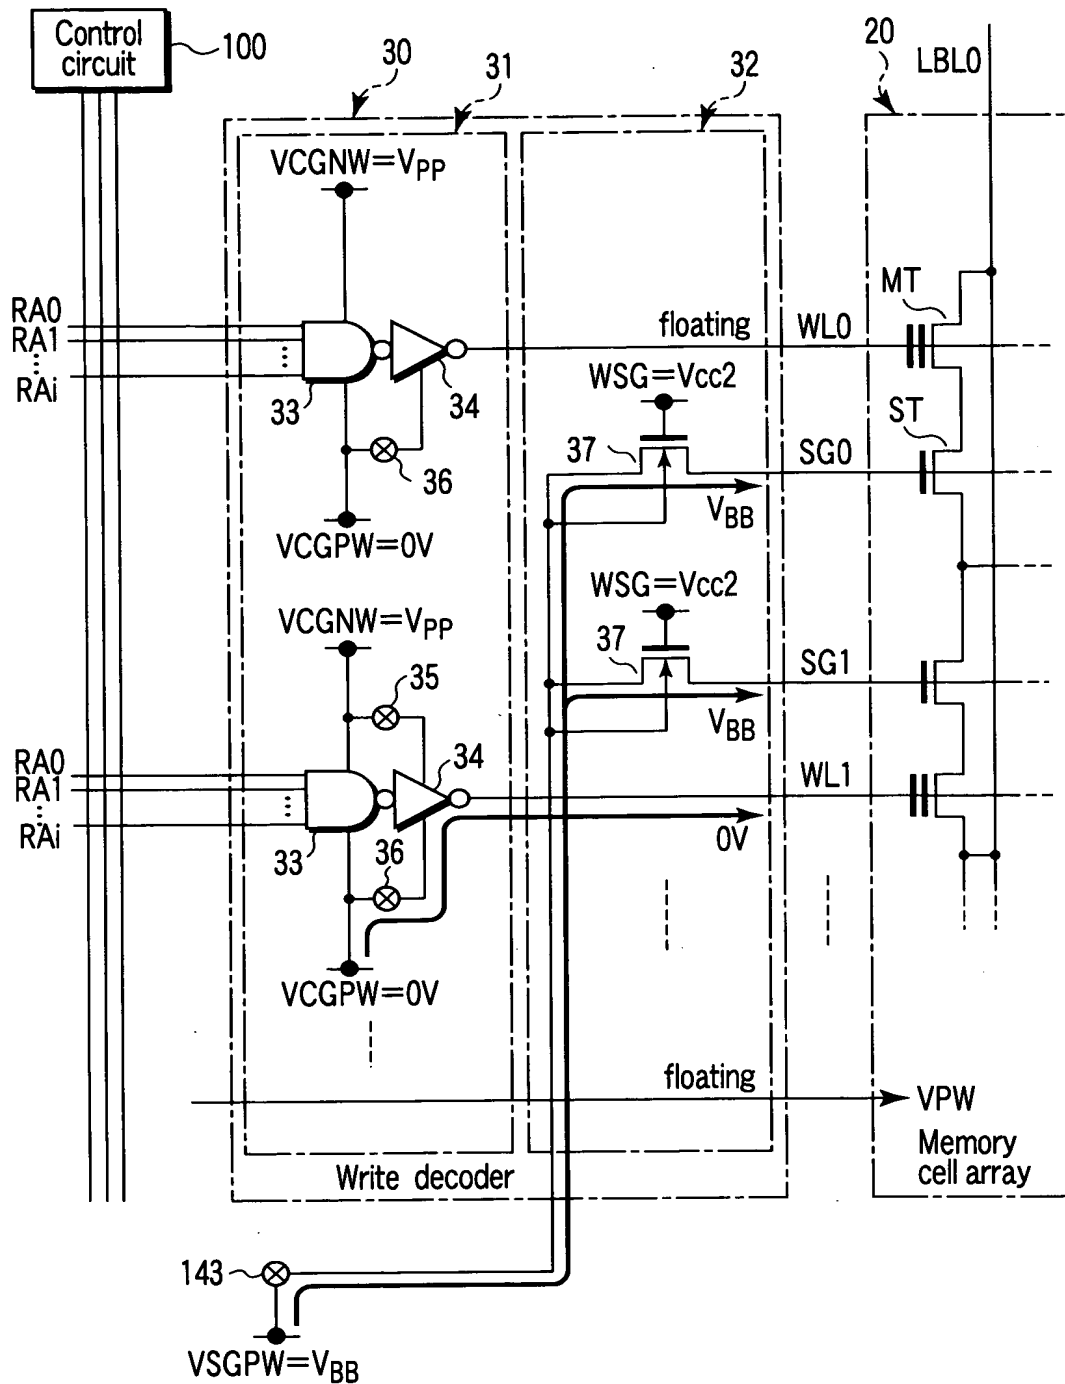 Control
circuit
100
30
31
32
20
LBL0
VCGNW=VPP
RA0
RA1
RAi
33
34
36
floating
WL0
MT
WSG=Vcc2
37
SG0
ST
VBB
VCGPW=0V
VCGNW=VPP
WSG=Vcc2
37
SG1
VBB
35
RA0
RA1
RAi
33
34
36
WL1
0V
VCGPW=0V
floating
VPW
Write decoder
Memory
cell array
143
VSGPW=VBB